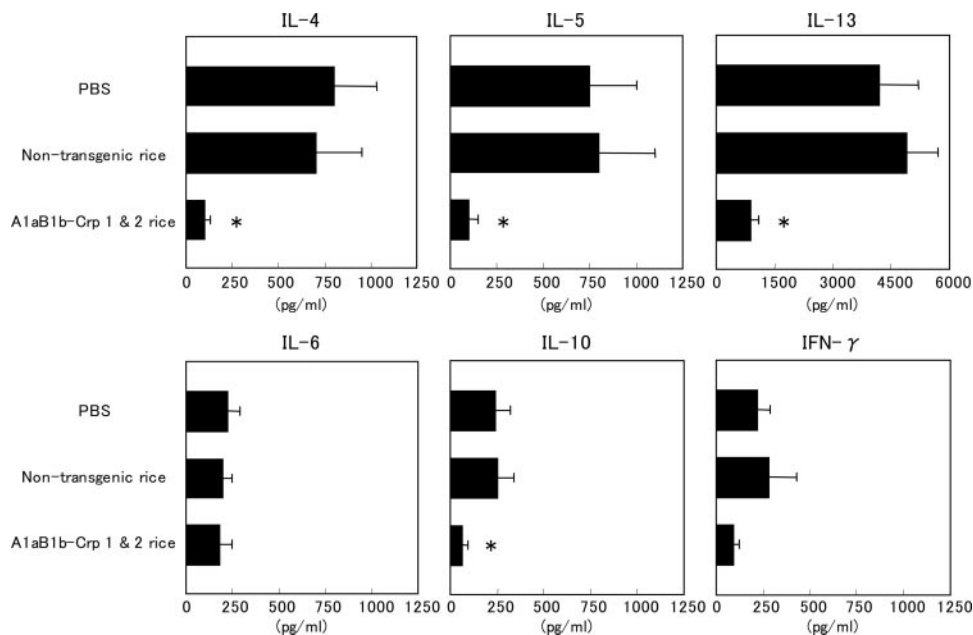 IL-4 IL-5 IL-13
PBS
Non-transgenic rice
A1aB1b-Crp 1 & 2 rice
* * *
0 250 500 750 1000 1250 0 250 500 750 1000 1250 0 1500 3000 4500 6000
(pg/ml) (pg/ml) (pg/ml)
IL-6 IL-10 IFN-γ
PBS
Non-transgenic rice
A1aB1b-Crp 1 & 2 rice
*
0 250 500 750 1000 1250 0 250 500 750 1000 1250 0 250 500 750 1000 1250
(pg/ml) (pg/ml) (pg/ml)